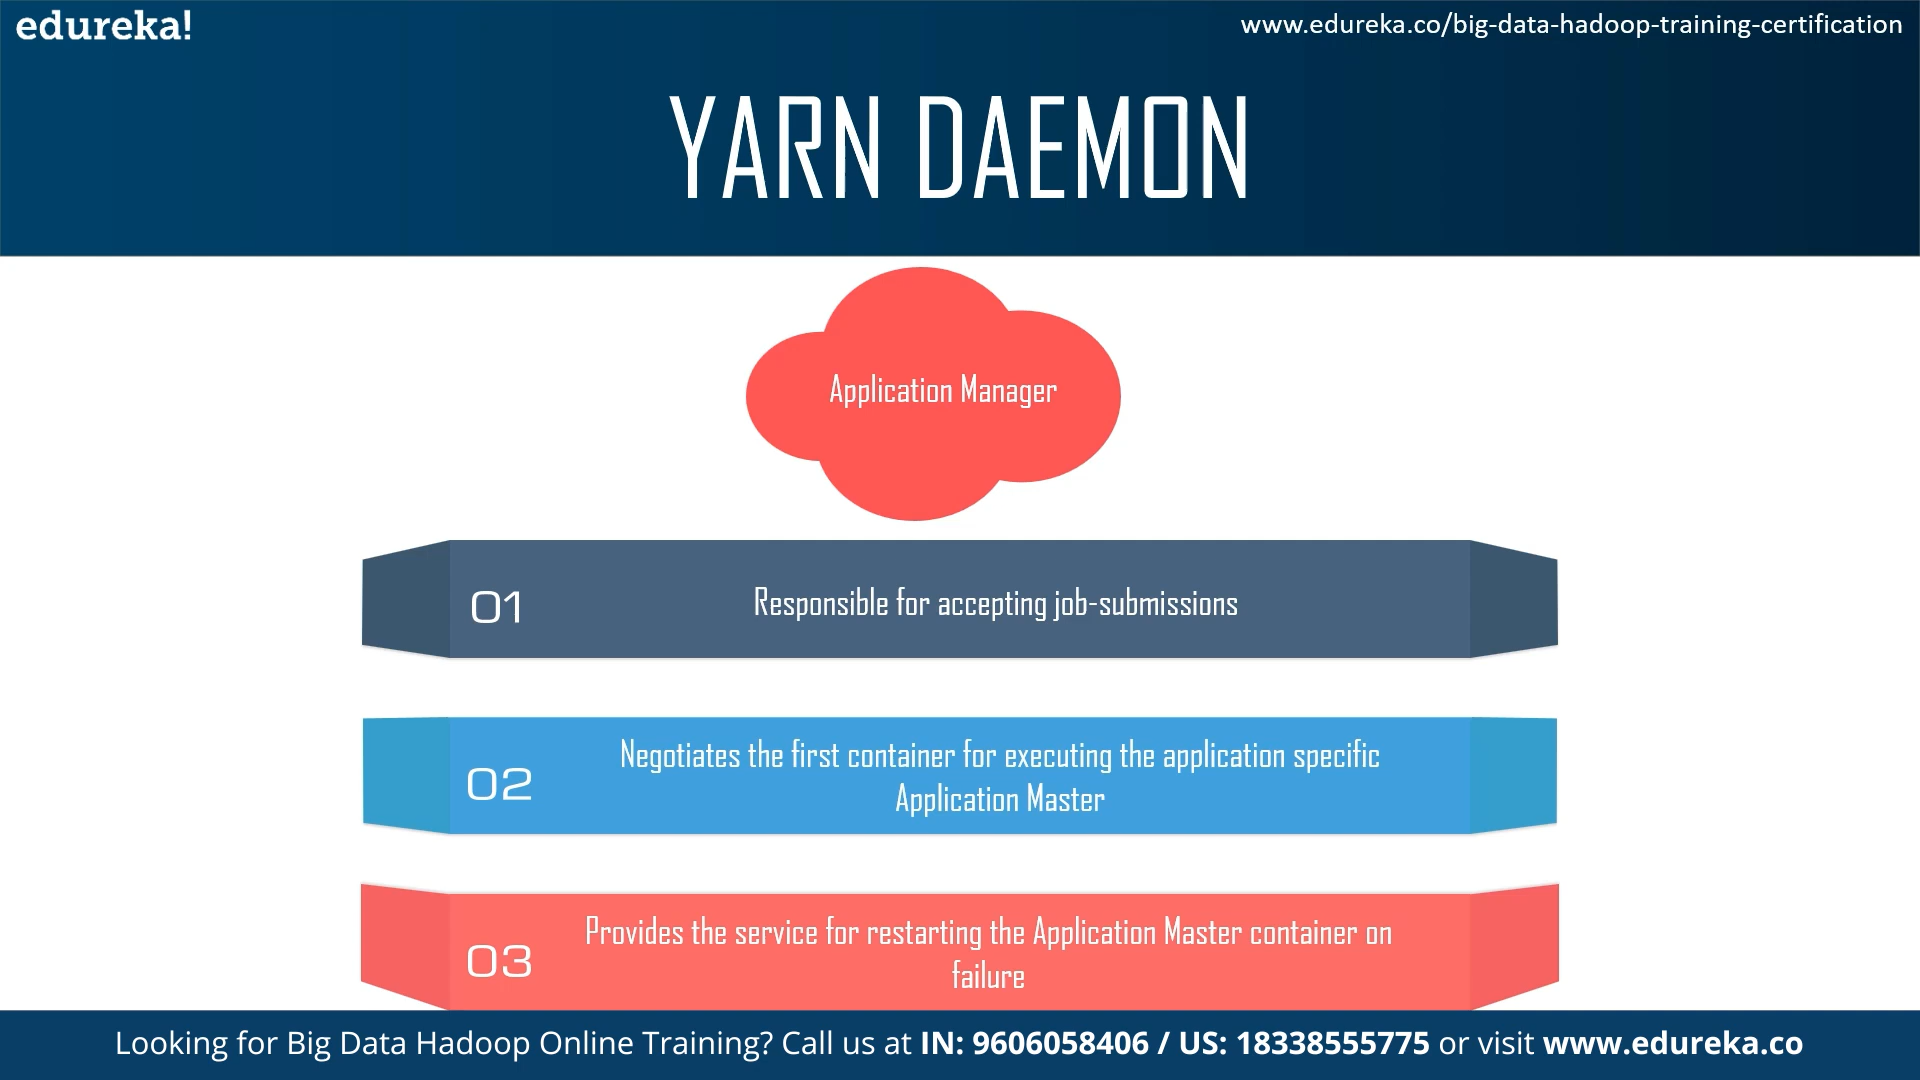 edureka!
www.edureka.co/big-data-hadoop-training-certification
YARN DAEMON
Application Manager
01
Responsible for accepting job-submissions
02
Negotiates the first container for executing the application specific
Application Master
03
Provides the service for restarting the Application Master container on
failure
Looking for Big Data Hadoop Online Training? Call us at IN: 9606058406 / US: 18338555775 or visit www.edureka.co